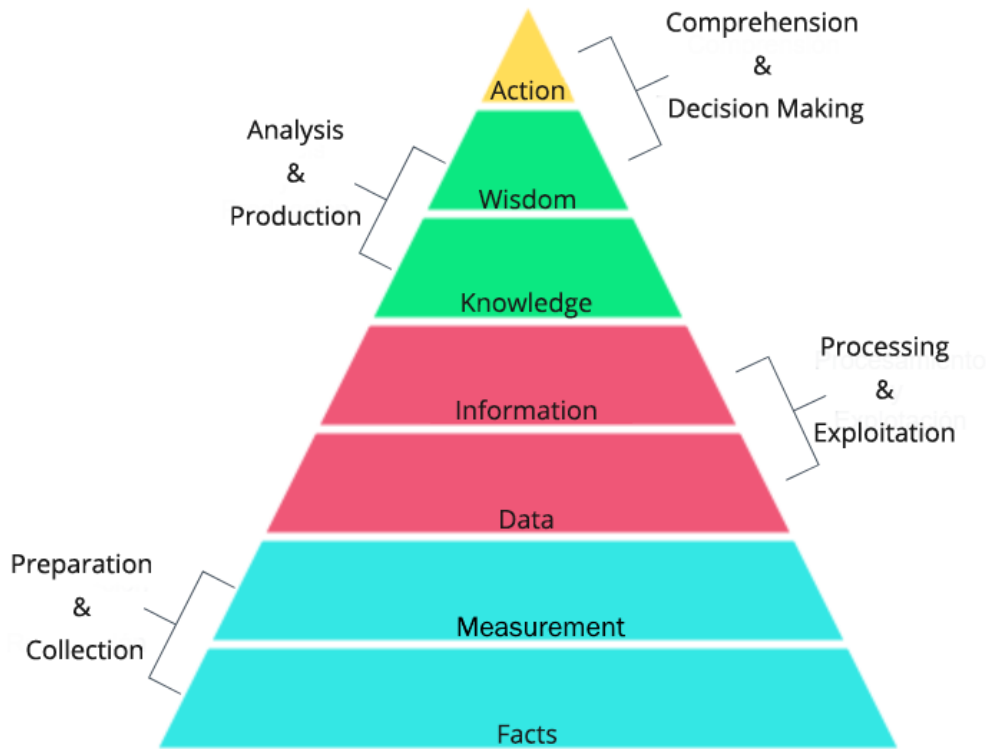 Comprehension
&
Decision Making
Action
Analysis
&
Production
Wisdom
Knowledge
Processing
&
Exploitation
Information
Data
Preparation
&
Collection
Measurement
Facts